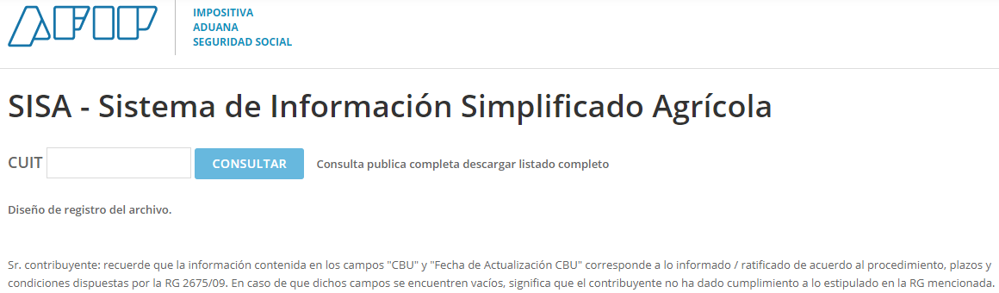 AFIP
IMPOSITIVA
ADUANA
SEGURIDAD SOCIAL
SISA - Sistema de Información Simplificado Agrícola
CUIT CONSULTAR Consulta publica completa descargar listado completo
Diseño de registro del archivo.
Sr. contribuyente: recuerde que la información contenida en los campos "CBU" y "Fecha de Actualización CBU" corresponde a lo informado / ratificado de acuerdo al procedimiento, plazos y
condiciones dispuestas por la RG 2675/09. En caso de que dichos campos se encuentren vacíos, significa que el contribuyente no ha dado cumplimiento a lo estipulado en la RG mencionada.